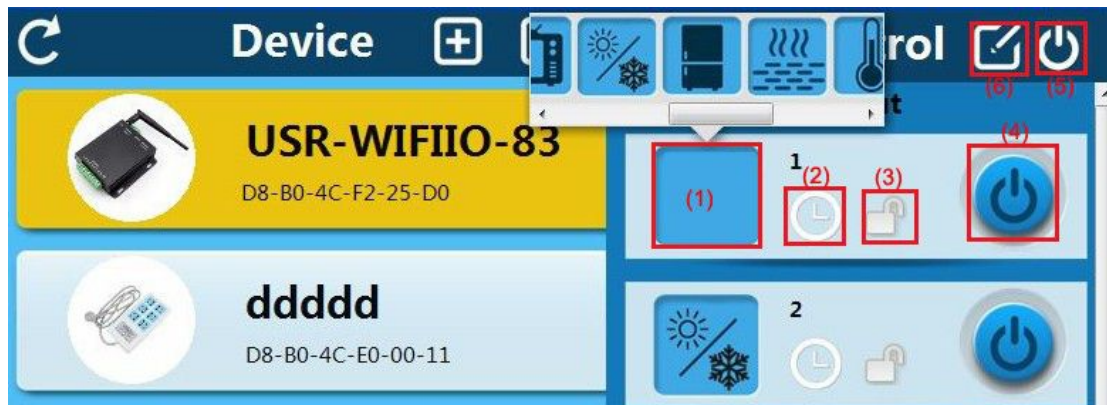 Device
rol
(6)
(5)
t
USR-WIFIIO-83
D8-B0-4C-F2-25-D0
(1)
1
(2)
(3)
(4)
ddddd
D8-B0-4C-E0-00-11
2